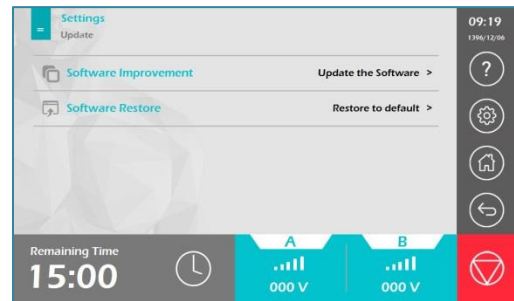 Settings
Update
09:19
1396/12/06
Software Improvement Update the Software >
Software Restore Restore to default >
?
Remaining Time
15:00
A
000 V
B
000 V